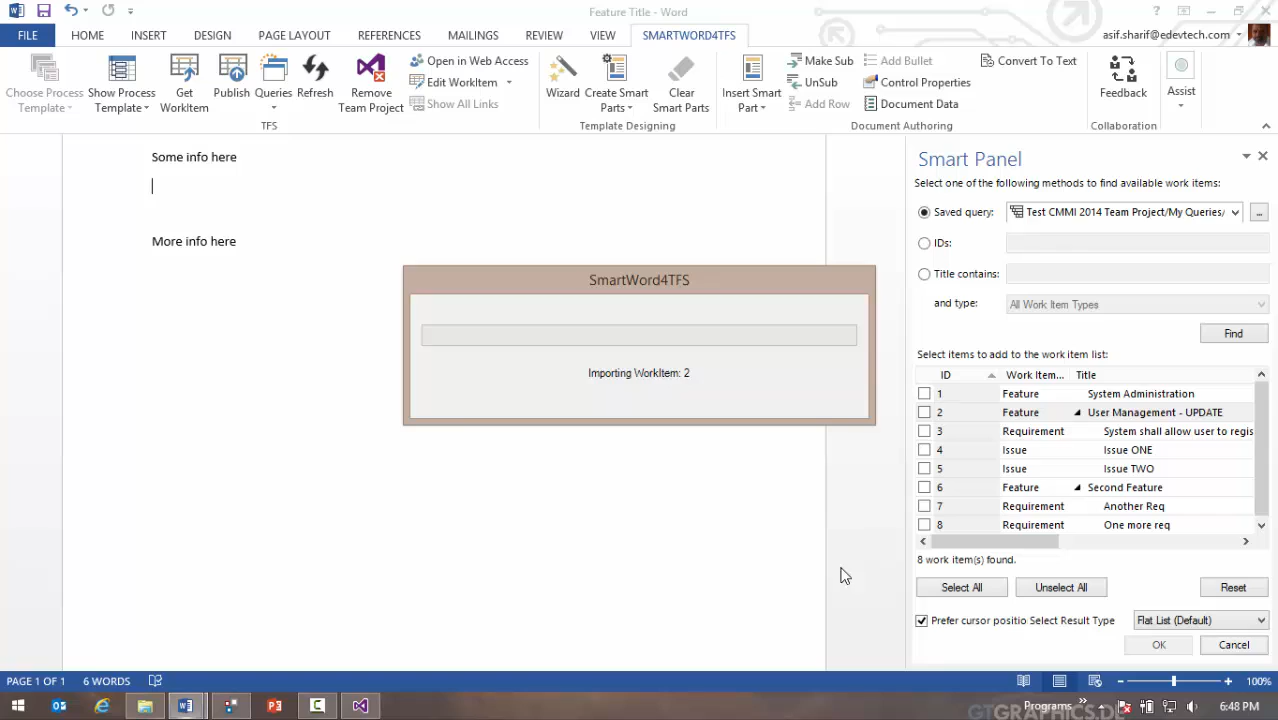 Feature Title - Word
FILE HOME INSERT DESIGN PAGE LAYOUT REFERENCES MAILINGS REVIEW VIEW SMARTWORD4TFS
asif.sharif@edevtech.com
Choose Process Template
Show Process Template
Get WorkItem
Publish
Queries
Refresh
Remove Team Project
Open in Web Access
Edit WorkItem
Show All Links
TFS
Wizard
Create Smart Parts
Clear Smart Parts
Template Designing
Insert Smart Part
Make Sub
UnSub
Add Row
Add Bullet
Control Properties
Document Data
Convert To Text
Document Authoring
Feedback
Collaboration
Assist
Some info here
More info here
SmartWord4TFS
Importing WorkItem: 2
Smart Panel
Select one of the following methods to find available work items:
Saved query: Test CMMI 2014 Team Project/My Queries/ ...
IDs:
Title contains:
and type: All Work Item Types
Find
Select items to add to the work item list:
ID Work Item... Title
1 Feature System Administration
2 Feature User Management - UPDATE
3 Requirement System shall allow user to regis
4 Issue Issue ONE
5 Issue Issue TWO
6 Feature Second Feature
7 Requirement Another Req
8 Requirement One more req
8 work item(s) found.
Select All Unselect All Reset
Prefer cursor positio Select Result Type Flat List (Default)
OK Cancel
PAGE 1 OF 1 6 WORDS 100%
Programs 6:48 PM